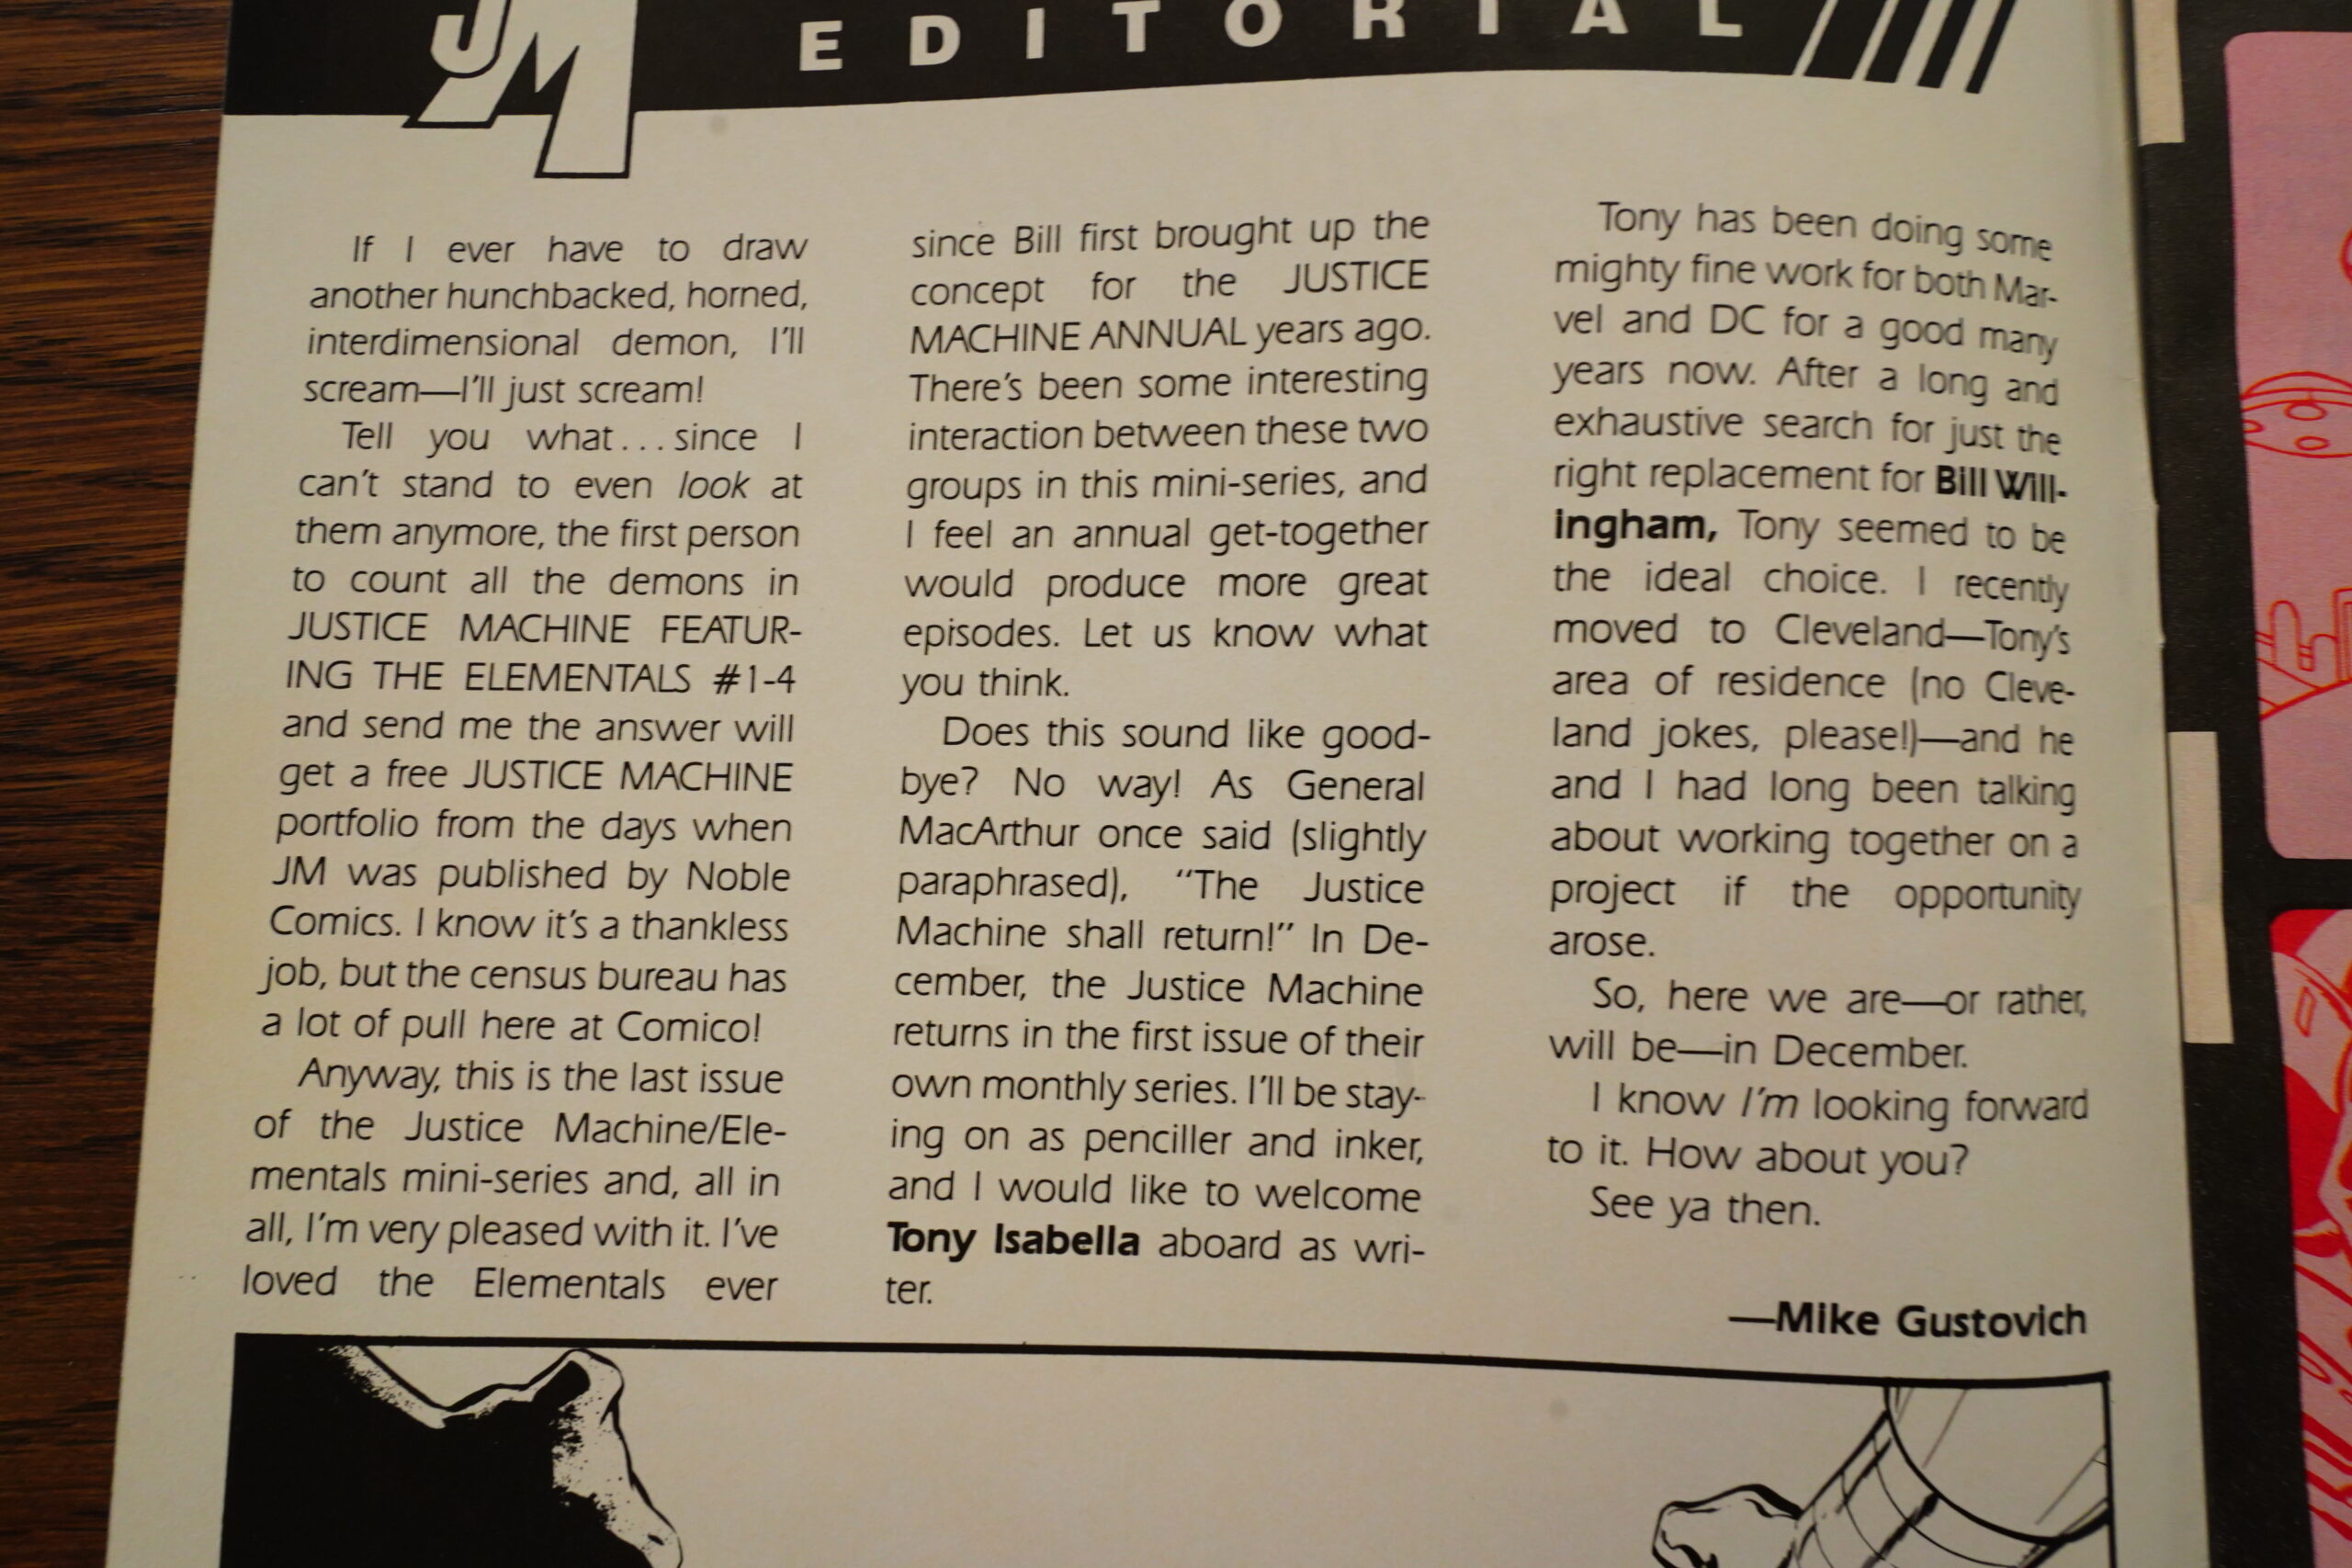 JM
EDITORIAL
If I ever have to draw
another hunchbacked, horned,
interdimensional demon, I'll
scream—I'll just scream!
Tell you what...since I
can't stand to even look at
them anymore, the first person
to count all the demons in
JUSTICE MACHINE FEATUR-
ING THE ELEMENTALS #1-4
and send me the answer will
get a free JUSTICE MACHINE
portfolio from the days when
JM was published by Noble
Comics. I know it's a thankless
job, but the census bureau has
a lot of pull here at Comico!
Anyway, this is the last issue
of the Justice Machine/Ele-
mentals mini-series and, all in
all, I'm very pleased with it. I've
loved the Elementals ever
since Bill first brought up the
concept for the JUSTICE
MACHINE ANNUAL years ago.
There's been some interesting
interaction between these two
groups in this mini-series, and
I feel an annual get-together
would produce more great
episodes. Let us know what
you think.
Does this sound like good-
bye? No way! As General
MacArthur once said (slightly
paraphrased), "The Justice
Machine shall return!" In De-
cember, the Justice Machine
returns in the first issue of their
own monthly series. I'll be stay-
ing on as penciller and inker,
and I would like to welcome
Tony Isabella aboard as wri-
ter.
Tony has been doing some
mighty fine work for both Mar-
vel and DC for a good many
years now. After a long and
exhaustive search for just the
right replacement for Bill Will-
ingham, Tony seemed to be
the ideal choice. I recently
moved to Cleveland—Tony's
area of residence (no Cleve-
land jokes, please!)—and he
and I had long been talking
about working together on a
project if the opportunity
arose.
So, here we are—or rather,
will be—in December.
I know I'm looking forward
to it. How about you?
See ya then.
—Mike Gustovich